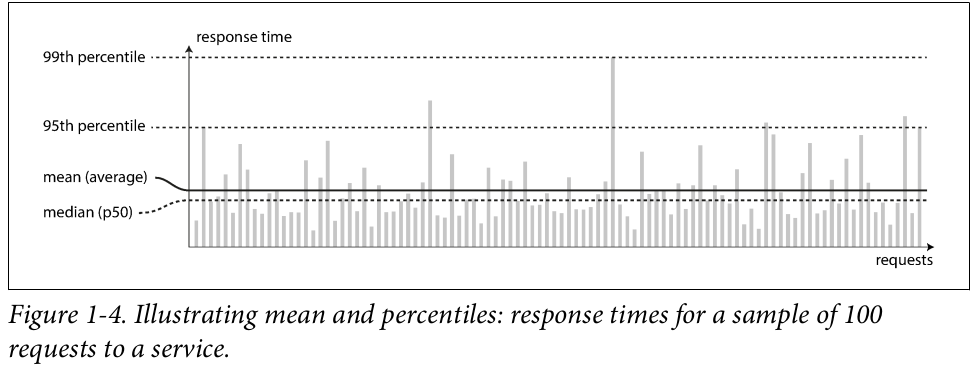 response time
99th percentile
95th percentile
mean (average)
median (p50)
requests
Figure 1-4. Illustrating mean and percentiles: response times for a sample of 100
requests to a service.